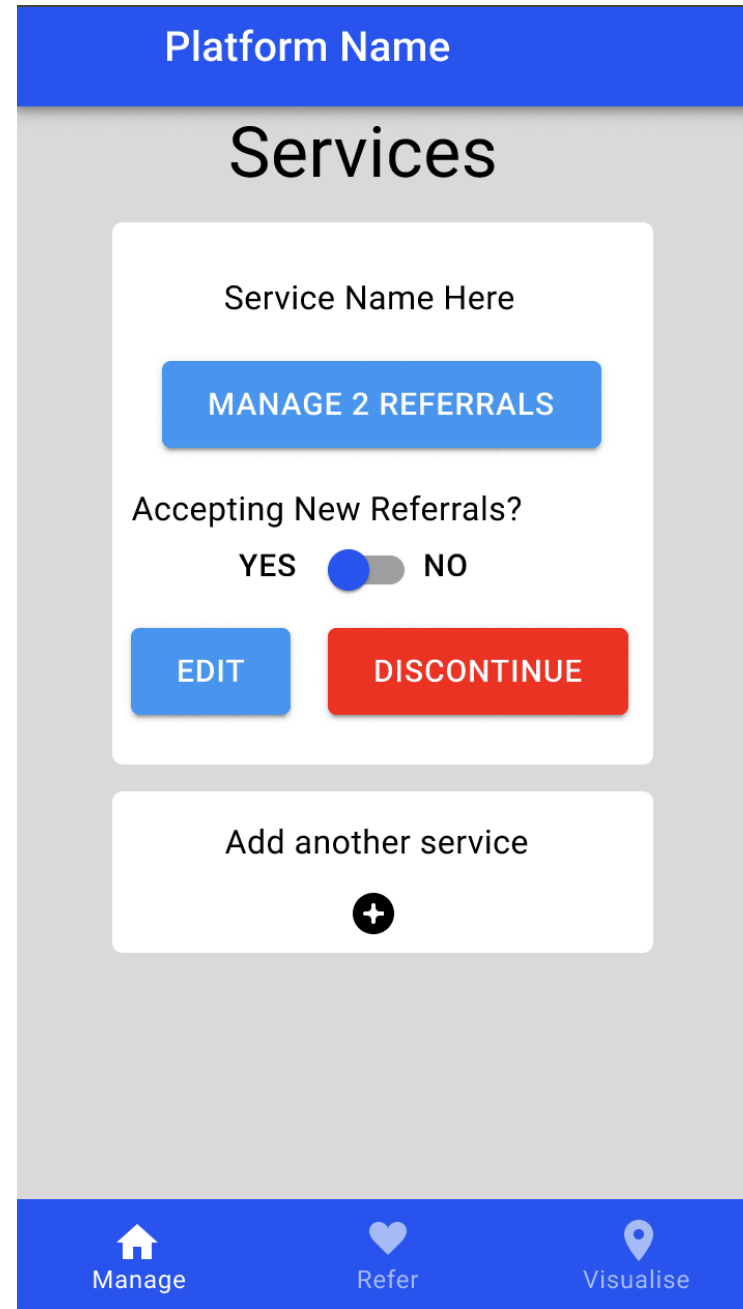 Platform Name
Services
Service Name Here
MANAGE 2 REFERRALS
Accepting New Referrals?
YES NO
EDIT DISCONTINUE
Add another service
Manage Refer Visualise